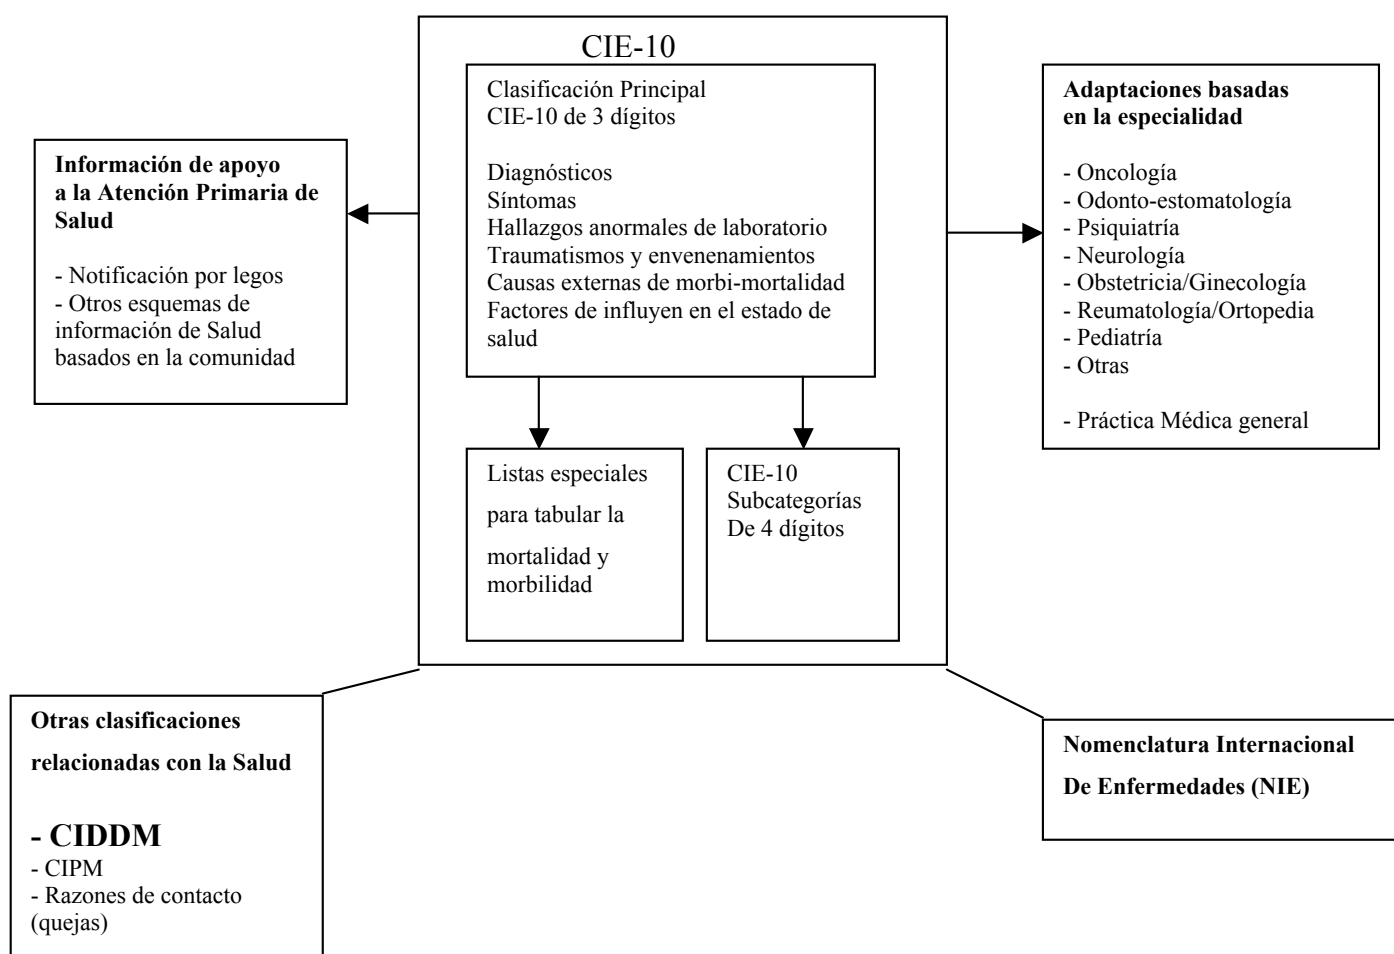 CIE-10
Clasificación Principal
CIE-10 de 3 dígitos
Diagnósticos
Síntomas
Hallazgos anormales de laboratorio
Traumatismos y envenenamientos
Causas externas de morbi-mortalidad
Factores de influyen en el estado de
salud
Información de apoyo
a la Atención Primaria de
Salud
- Notificación por legos
- Otros esquemas de
información de Salud
basados en la comunidad
Adaptaciones basadas
en la especialidad
- Oncología
- Odonto-estomatología
- Psiquiatría
- Neurología
- Obstetricia/Ginecología
- Reumatología/Ortopedia
- Pediatría
- Otras
- Práctica Médica general
Listas especiales
para tabular la
mortalidad y
morbilidad
CIE-10
Subcategorías
De 4 dígitos
Otras clasificaciones
relacionadas con la Salud
- CIDDM
- CIPM
- Razones de contacto
(quejas)
Nomenclatura Internacional
De Enfermedades (NIE)